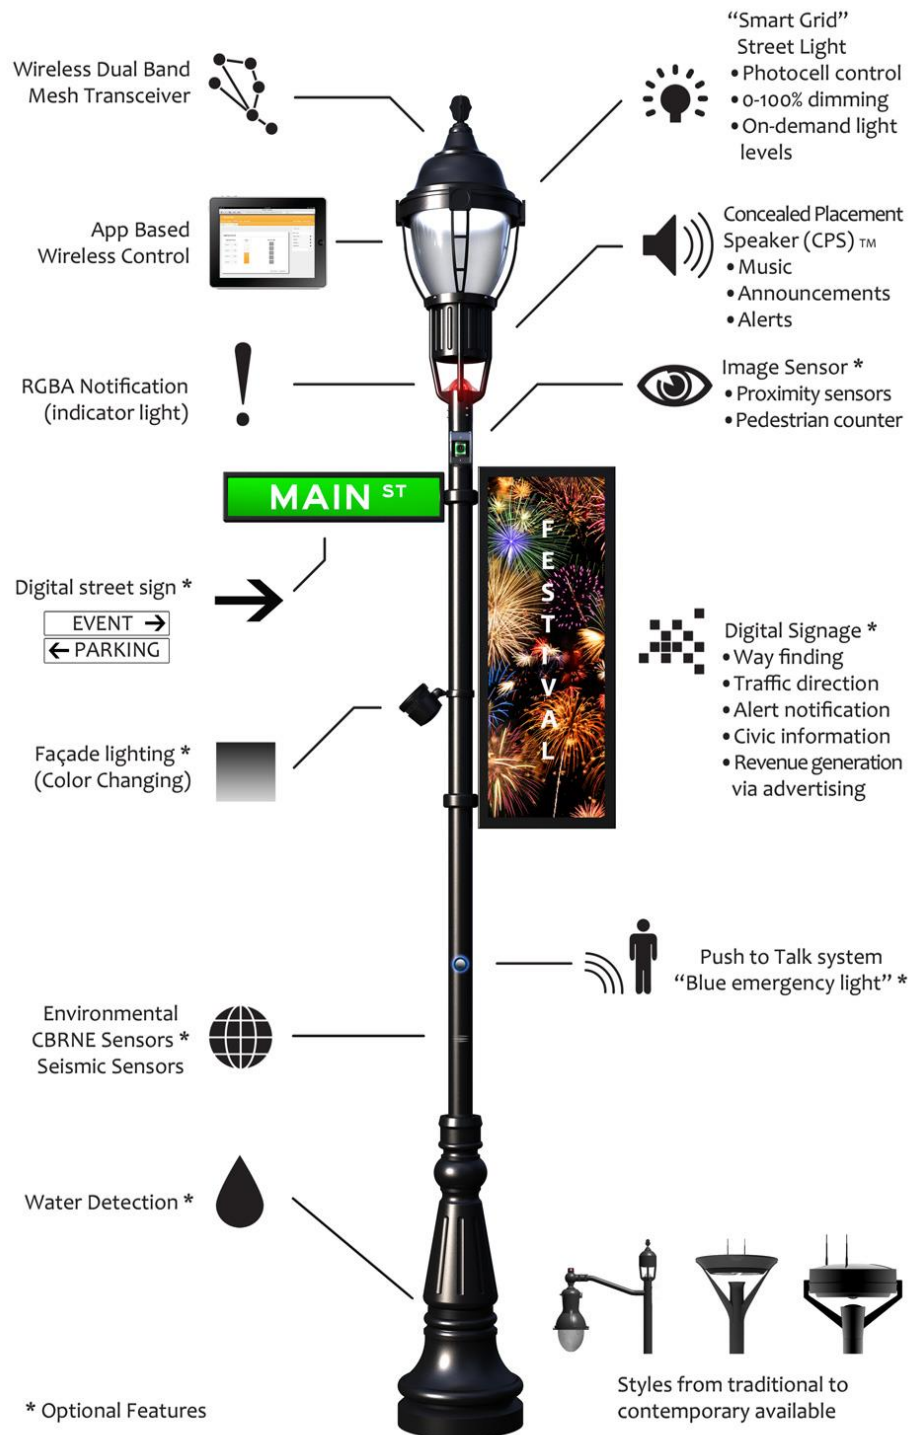 Wireless Dual Band
Mesh Transceiver
“Smart Grid”
Street Light
•Photocell control
•0-100% dimming
•On-demand light
levels
App Based
Wireless Control
Concealed Placement
Speaker (CPS) TM
•Music
•Announcements
•Alerts
RGBA Notification
(indicator light)
Image Sensor *
•Proximity sensors
•Pedestrian counter
MAIN ST
FESTIVAL
Digital street sign *
EVENT →
← PARKING
Digital Signage *
•Way finding
•Traffic direction
•Alert notification
•Civic information
•Revenue generation
via advertising
Façade lighting *
(Color Changing)
Push to Talk system
“Blue emergency light” *
Environmental
CBRNE Sensors *
Seismic Sensors
Water Detection *
* Optional Features
Styles from traditional to
contemporary available